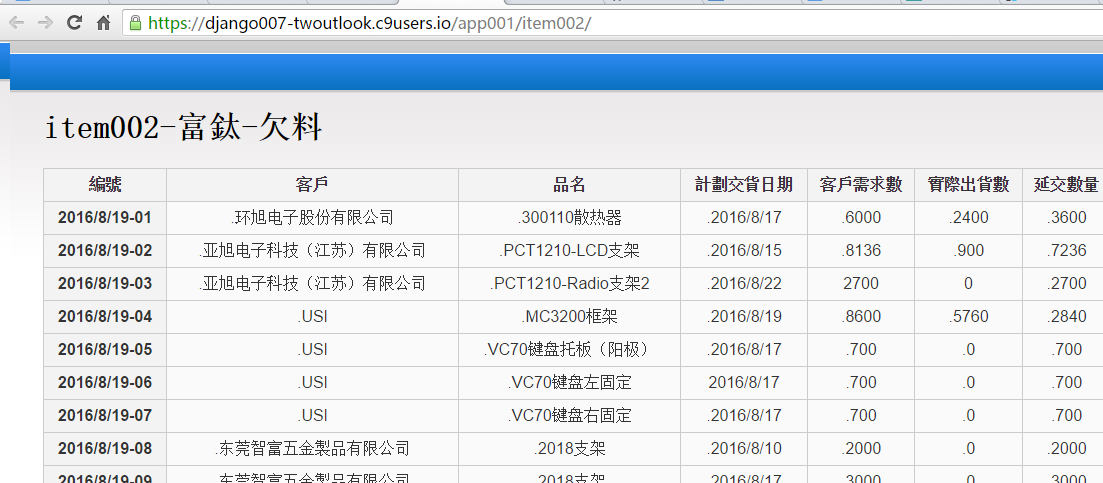 https://django007-twoutlook.c9users.io/app001/item002/
item002-富鈦-欠料
編號 客戶 品名 計劃交貨日期 客戶需求數 實際出貨數 延交數量
2016/8/19-01 .环旭电子股份有限公司 .300110散热器 .2016/8/17 .6000 .2400 .3600
2016/8/19-02 .亚旭电子科技（江苏）有限公司 .PCT1210-LCD支架 .2016/8/15 .8136 .900 .7236
2016/8/19-03 .亚旭电子科技（江苏）有限公司 .PCT1210-Radio支架2 .2016/8/22 2700 0 .2700
2016/8/19-04 .USI .MC3200框架 .2016/8/19 .8600 .5760 .2840
2016/8/19-05 .USI .VC70键盘托板（阳极） .2016/8/17 .700 .0 .700
2016/8/19-06 .USI .VC70键盘左固定 2016/8/17 .700 .0 .700
2016/8/19-07 .USI .VC70键盘右固定 .2016/8/17 .700 .0 .700
2016/8/19-08 .东莞智富五金製品有限公司 .2018支架 .2016/8/10 .2000 .0 .2000
2016/8/19-09 .东莞智富五金製品有限公司 .2018支架 .2016/8/17 .3000 .0 .3000